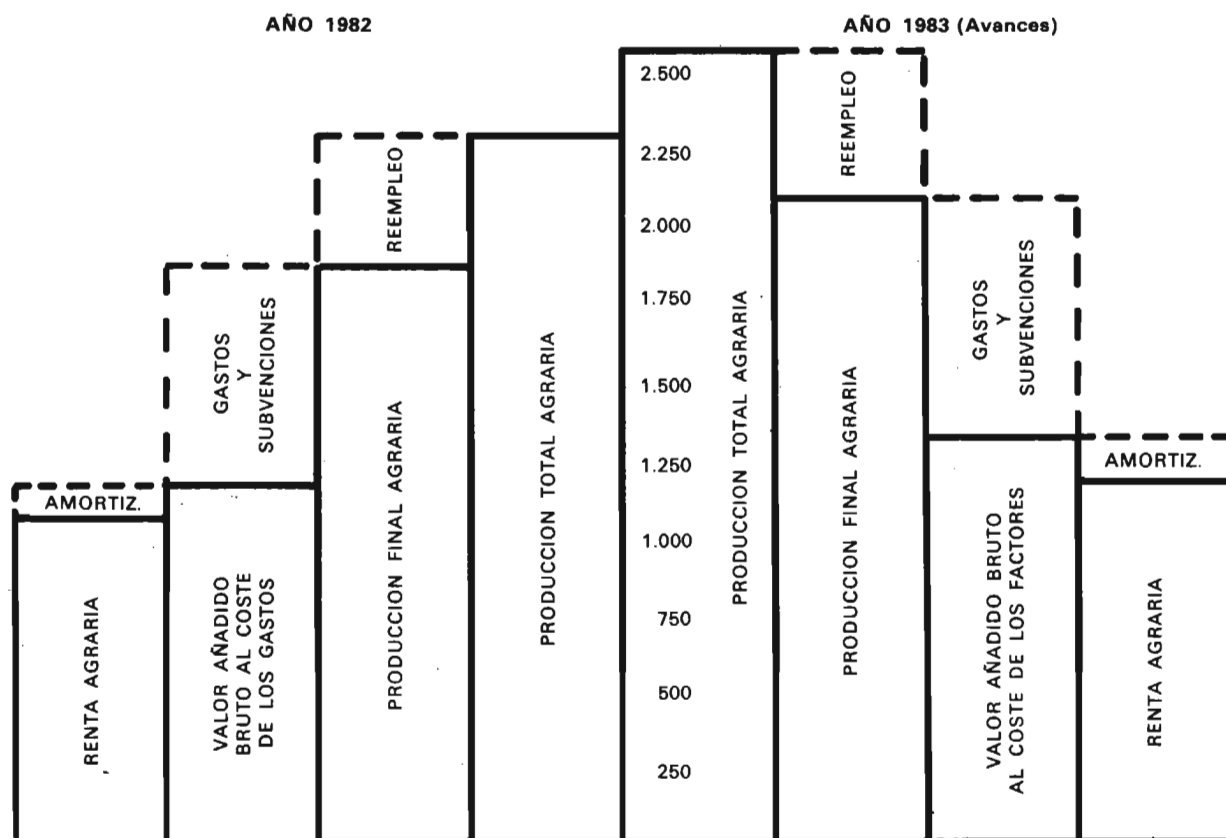 AÑO 1982
AÑO 1983 (Avances)
AMORTIZ.
RENTA AGRARIA
GASTOS
Y
SUBVENCIONES
VALOR AÑADIDO
BRUTO AL COSTE
DE LOS GASTOS
REEMPLEO
PRODUCCION FINAL AGRARIA
PRODUCCION TOTAL AGRARIA
2.500
2.250
2.000
1.750
1.500
1.250
1.000
750
500
250
PRODUCCION TOTAL AGRARIA
REEMPLEO
PRODUCCION FINAL AGRARIA
GASTOS
Y
SUBVENCIONES
VALOR AÑADIDO BRUTO
AL COSTE DE LOS FACTORES
AMORTIZ.
RENTA AGRARIA